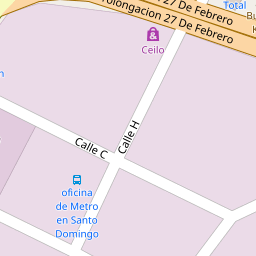 27 De Febrero
Total
Prolongacion 27 De Febrero
Ceilo
Calle H
Calle C
oficina
de Metro
en Santo
Domingo